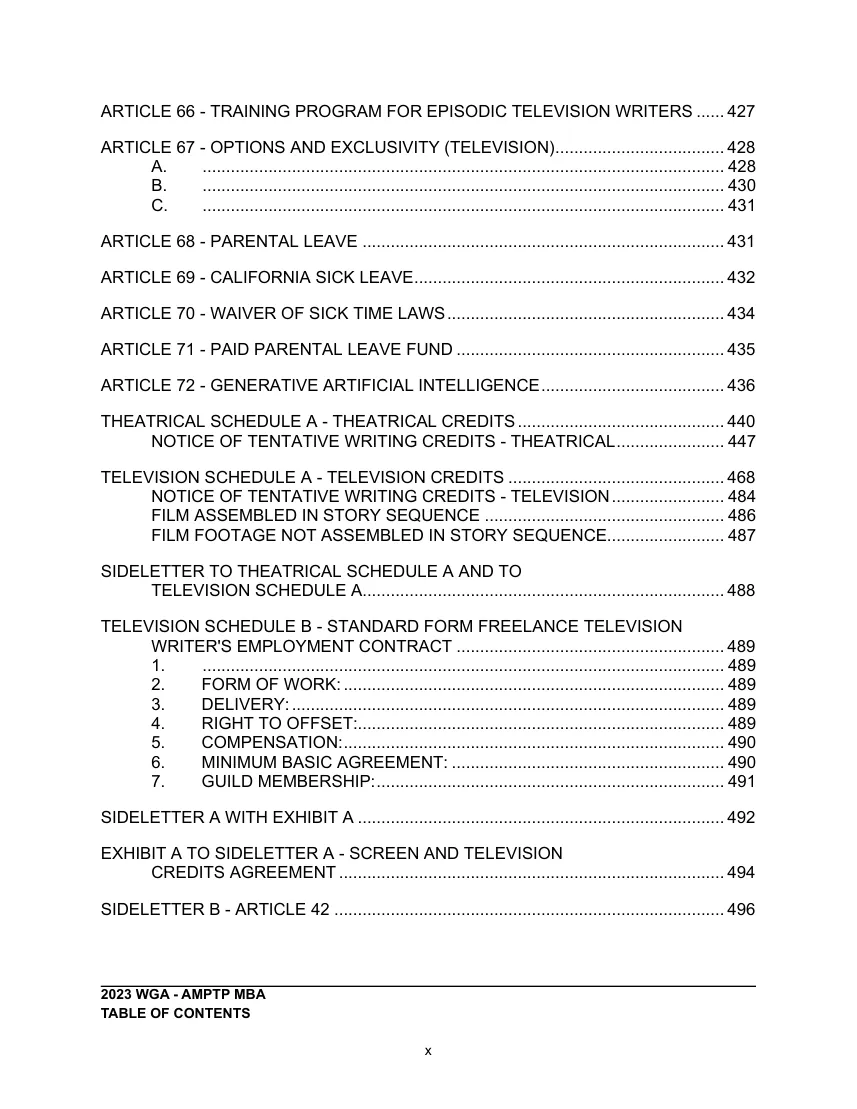 ARTICLE 66 - TRAINING PROGRAM FOR EPISODIC TELEVISION WRITERS ...... 427
ARTICLE 67 - OPTIONS AND EXCLUSIVITY (TELEVISION).................................... 428
A. ................................................................................................................ 428
B. ................................................................................................................ 430
C. ................................................................................................................ 431
ARTICLE 68 - PARENTAL LEAVE ............................................................................. 431
ARTICLE 69 - CALIFORNIA SICK LEAVE.................................................................. 432
ARTICLE 70 - WAIVER OF SICK TIME LAWS........................................................... 434
ARTICLE 71 - PAID PARENTAL LEAVE FUND ......................................................... 435
ARTICLE 72 - GENERATIVE ARTIFICIAL INTELLIGENCE....................................... 436
THEATRICAL SCHEDULE A - THEATRICAL CREDITS............................................ 440
NOTICE OF TENTATIVE WRITING CREDITS - THEATRICAL....................... 447
TELEVISION SCHEDULE A - TELEVISION CREDITS .............................................. 468
NOTICE OF TENTATIVE WRITING CREDITS - TELEVISION........................ 484
FILM ASSEMBLED IN STORY SEQUENCE ................................................... 486
FILM FOOTAGE NOT ASSEMBLED IN STORY SEQUENCE......................... 487
SIDELETTER TO THEATRICAL SCHEDULE A AND TO
TELEVISION SCHEDULE A............................................................................. 488
TELEVISION SCHEDULE B - STANDARD FORM FREELANCE TELEVISION
WRITER'S EMPLOYMENT CONTRACT ......................................................... 489
1. ................................................................................................................ 489
2. FORM OF WORK:................................................................................. 489
3. DELIVERY:............................................................................................ 489
4. RIGHT TO OFFSET:.............................................................................. 489
5. COMPENSATION:................................................................................. 490
6. MINIMUM BASIC AGREEMENT: .......................................................... 490
7. GUILD MEMBERSHIP:.......................................................................... 491
SIDELETTER A WITH EXHIBIT A .............................................................................. 492
EXHIBIT A TO SIDELETTER A - SCREEN AND TELEVISION
CREDITS AGREEMENT .................................................................................. 494
SIDELETTER B - ARTICLE 42 ................................................................................... 496
2023 WGA - AMPTP MBA
TABLE OF CONTENTS
x